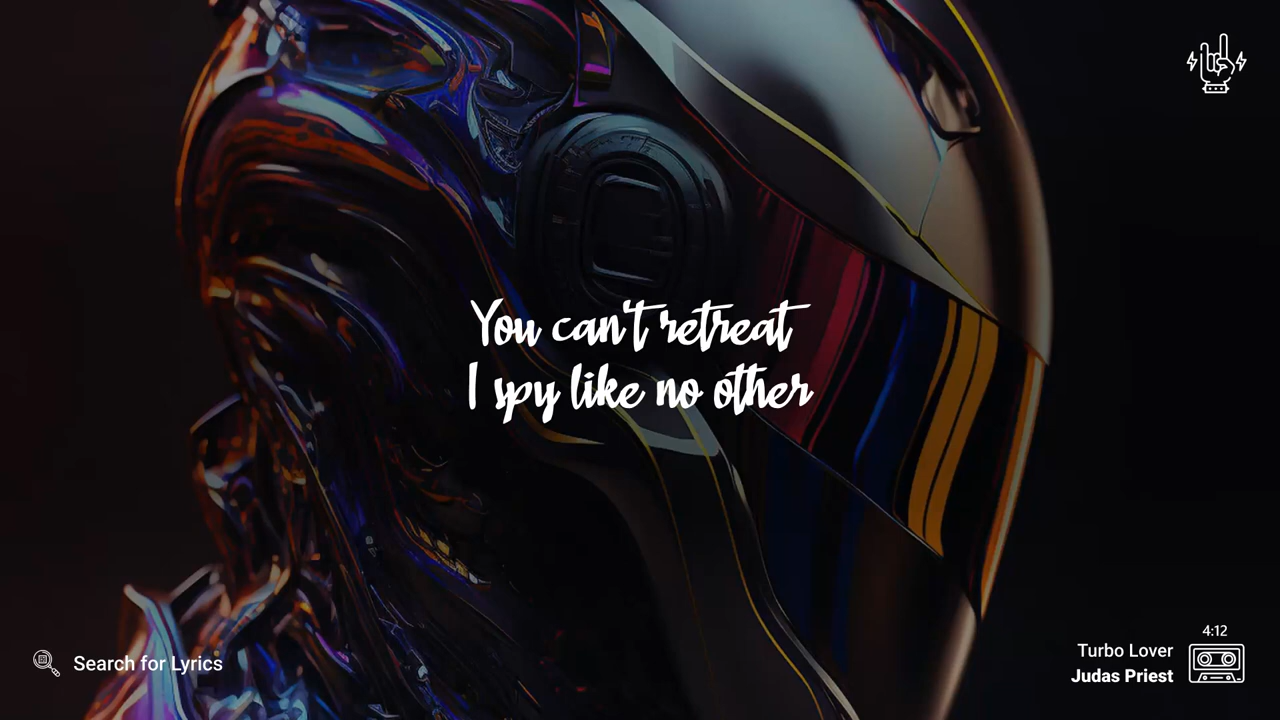 You can't retreat
I spy like no other
Search for Lyrics
4:12
Turbo Lover
Judas Priest